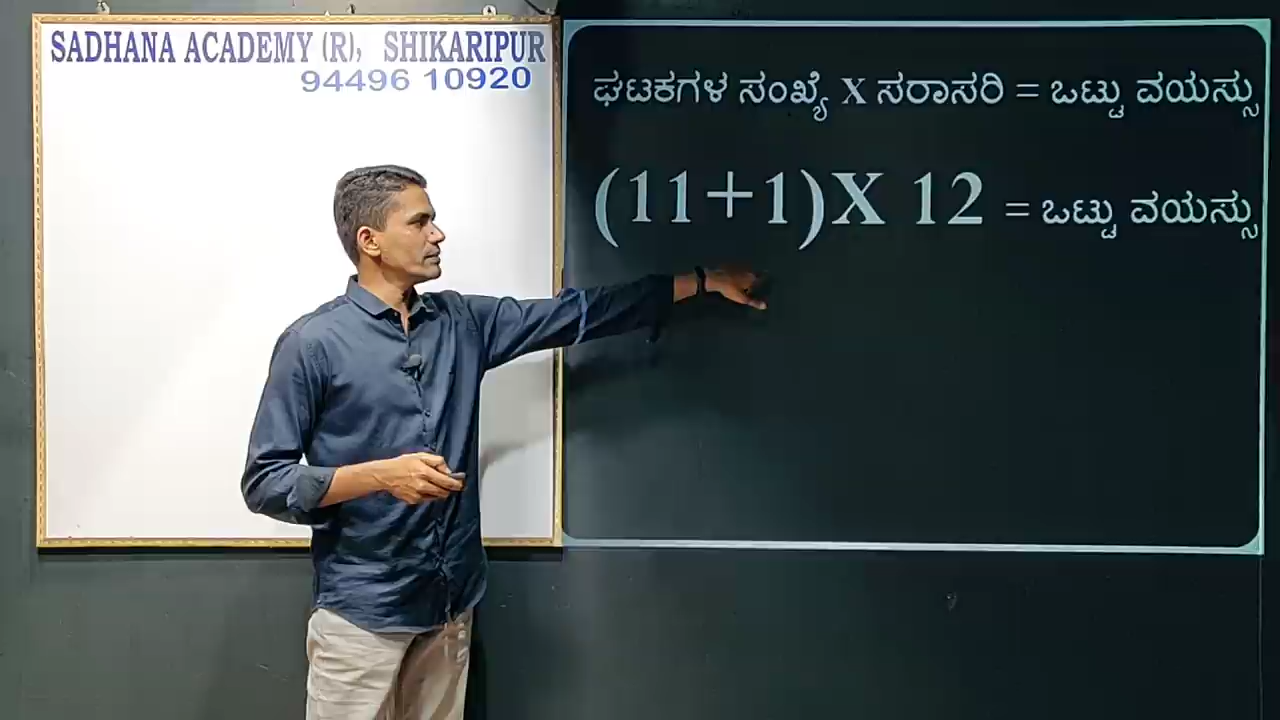 SADHANA ACADEMY (R), SHIKARIPUR
94496 10920
ಘಟಕಗಳ ಸಂಖ್ಯೆ X ಸರಾಸರಿ = ಒಟ್ಟು ವಯಸ್ಸು
(11+1)X 12 = ಒಟ್ಟು ವಯಸ್ಸು